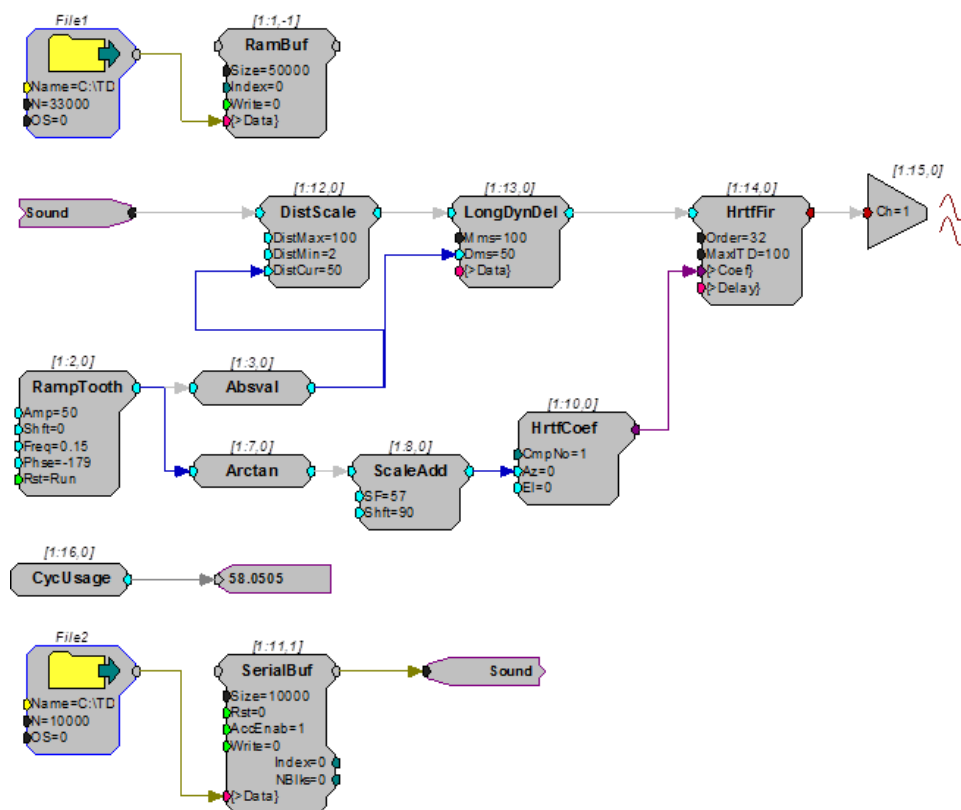 File1
[1:1,-1]
RamBuf
Name=C:\TD
N=33000
OS=0
Size=50000
Index=0
Write=0
{>Data}
[1:12,0]
[1:13,0]
[1:14,0]
[1:15,0]
Sound
DistScale
LongDynDel
HrtfFir
Ch=1
DistMax=100
DistMin=2
DistCur=50
Mms=100
Dms=50
{>Data}
Order=32
MaxITD=100
{>Coef}
{>Delay}
[1:2,0]
[1:3,0]
RampTooth
Absval
Amp=50
Shft=0
Freq=0.15
Phse=-179
Rst=Run
[1:7,0]
Arctan
[1:8,0]
ScaleAdd
SF=57
Shft=90
[1:10,0]
HrtfCoef
CmpNo=1
Az=0
El=0
[1:16,0]
CycUsage
58.0505
File2
[1:11,1]
SerialBuf
Sound
Name=C:\TD
N=10000
OS=0
Size=10000
Rst=0
AccEnab=1
Write=0
Index=0
NBlks=0
{>Data}